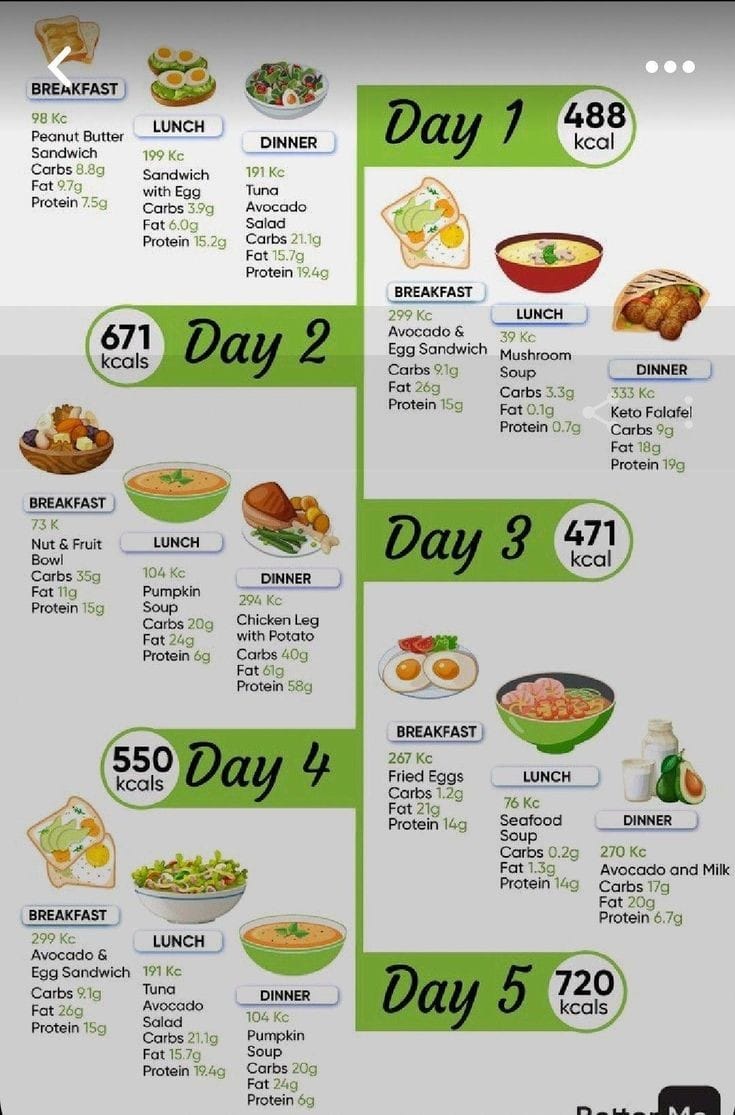 BREAKFAST
98 Kc
Peanut Butter
Sandwich
Carbs 8.8g
Fat 9.7g
Protein 7.5g
LUNCH
199 Kc
Sandwich
with Egg
Carbs 3.9g
Fat 6.0g
Protein 15.2g
DINNER
191 Kc
Tuna
Avocado
Salad
Carbs 21.1g
Fat 15.7g
Protein 19.4g
Day 1
488
kcal
BREAKFAST
299 Kc
Avocado &
Egg Sandwich
Carbs 9.1g
Fat 26g
Protein 15g
LUNCH
39 Kc
Mushroom
Soup
Carbs 3.3g
Fat 0.1g
Protein 0.7g
DINNER
333 Kc
Keto Falafel
Carbs 9g
Fat 18g
Protein 19g
671
kcals
Day 2
BREAKFAST
73 K
Nut & Fruit
Bowl
Carbs 35g
Fat 11g
Protein 15g
LUNCH
104 Kc
Pumpkin
Soup
Carbs 20g
Fat 24g
Protein 6g
DINNER
294 Kc
Chicken Leg
with Potato
Carbs 40g
Fat 61g
Protein 58g
Day 3
471
kcal
BREAKFAST
267 Kc
Fried Eggs
Carbs 1.2g
Fat 21g
Protein 14g
LUNCH
76 Kc
Seafood
Soup
Carbs 0.2g
Fat 1.3g
Protein 14g
DINNER
270 Kc
Avocado and Milk
Carbs 17g
Fat 20g
Protein 6.7g
550
kcals
Day 4
BREAKFAST
299 Kc
Avocado &
Egg Sandwich
Carbs 9.1g
Fat 26g
Protein 15g
LUNCH
191 Kc
Tuna
Avocado
Salad
Carbs 21.1g
Fat 15.7g
Protein 19.4g
DINNER
104 Kc
Pumpkin
Soup
Carbs 20g
Fat 24g
Protein 6g
Day 5
720
kcals